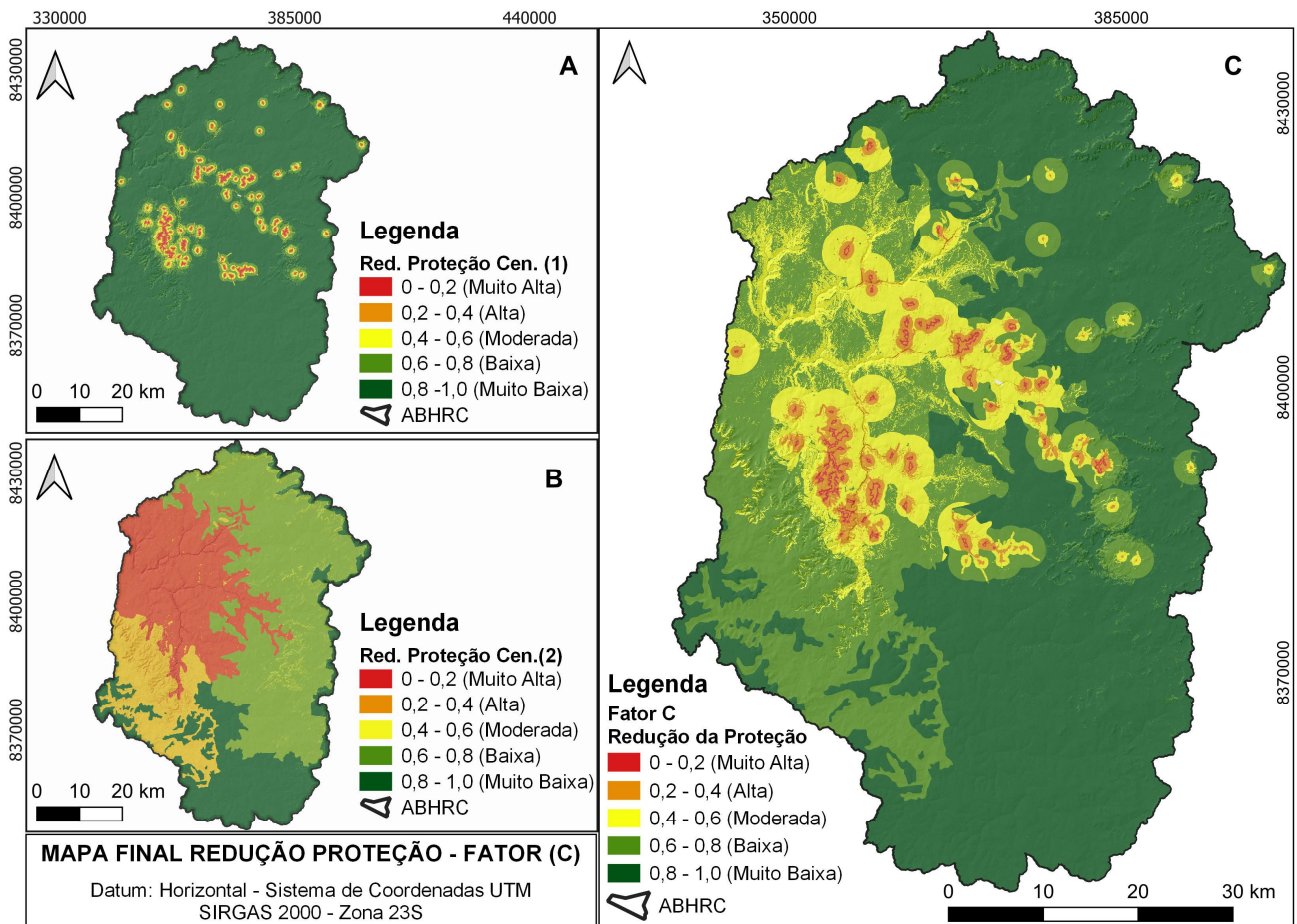 330000 385000 440000
350000 385000
A
8430000
8400000
8370000
Legenda
Red. Proteção Cen. (1)
0 - 0,2 (Muito Alta)
0,2 - 0,4 (Alta)
0,4 - 0,6 (Moderada)
0,6 - 0,8 (Baixa)
0,8 -1,0 (Muito Baixa)
ABHRC
0 10 20 km
B
8430000
8400000
8370000
Legenda
Red. Proteção Cen.(2)
0 - 0,2 (Muito Alta)
0,2 - 0,4 (Alta)
0,4 - 0,6 (Moderada)
0,6 - 0,8 (Baixa)
0,8 - 1,0 (Muito Baixa)
ABHRC
0 10 20 km
MAPA FINAL REDUÇÃO PROTEÇÃO - FATOR (C)
Datum: Horizontal - Sistema de Coordenadas UTM
SIRGAS 2000 - Zona 23S
C
8430000
8400000
8370000
Legenda
Fator C
Redução da Proteção
0 - 0,2 (Muito Alta)
0,2 - 0,4 (Alta)
0,4 - 0,6 (Moderada)
0,6 - 0,8 (Baixa)
0,8 - 1,0 (Muito Baixa)
ABHRC
0 10 20 30 km